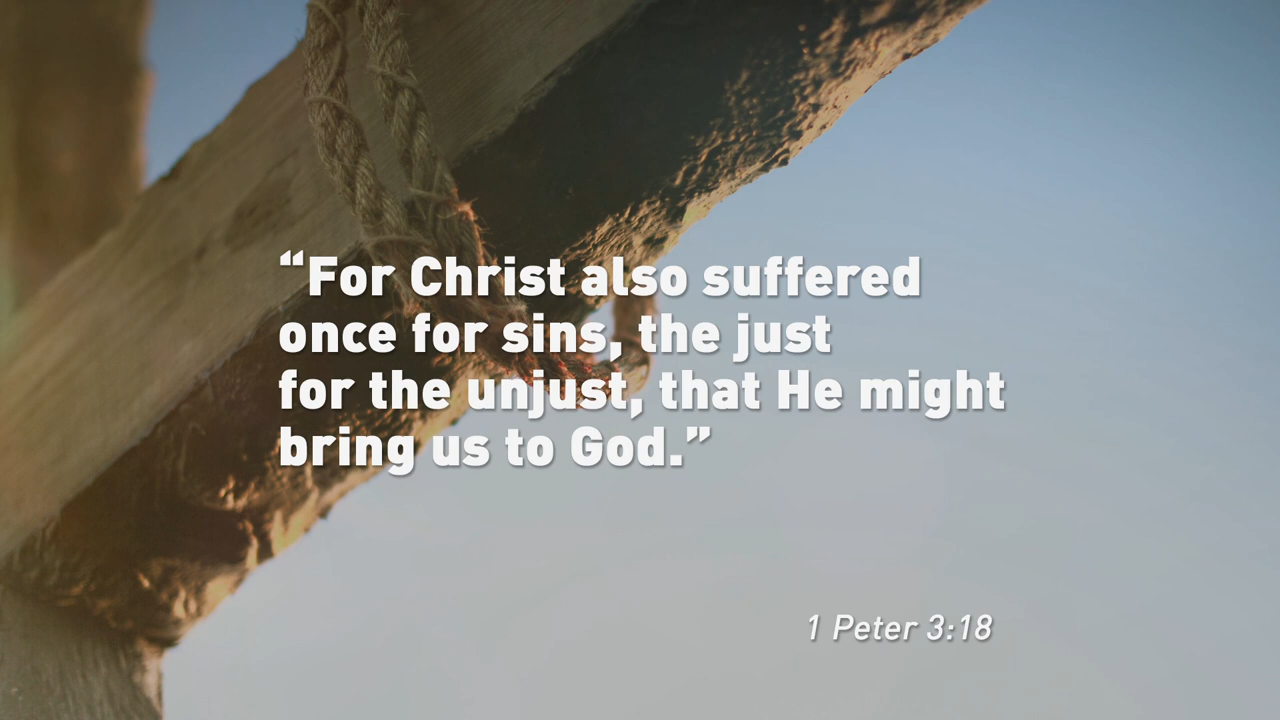 “For Christ also suffered
once for sins, the just
for the unjust, that He might
bring us to God.”
1 Peter 3:18